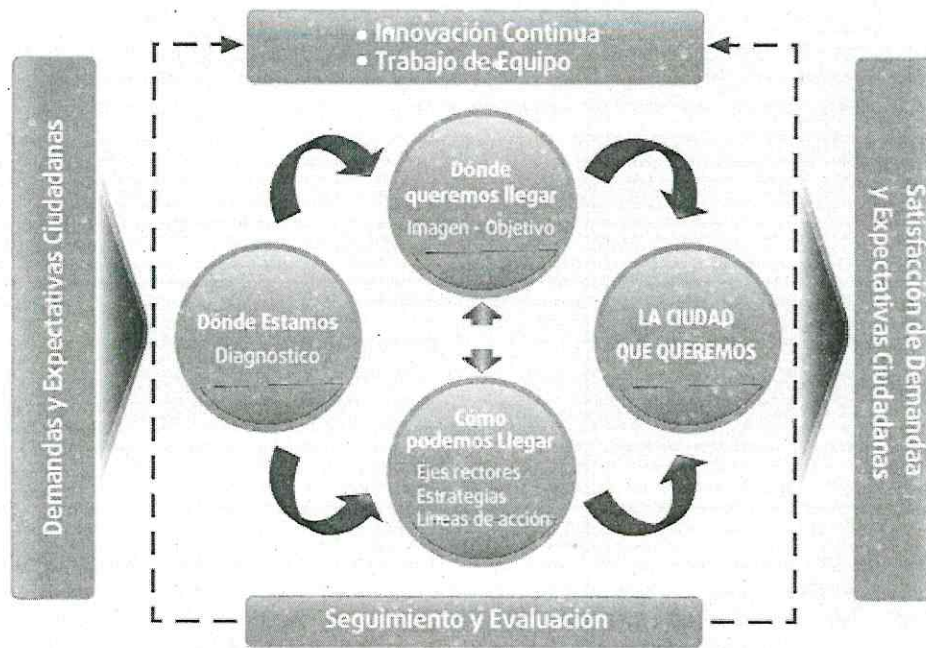 • Innovación Continua
• Trabajo de Equipo
Demandas y Expectativas Ciudadanas
Dónde
queremos llegar
Imagen - Objetivo
Dónde Estamos
Diagnóstico
LA CIUDAD
QUE QUEREMOS
Cómo
podemos Llegar
Ejes rectores
Estrategias
Líneas de acción
Satisfacción de Demandaa
y Expectativas Ciudadanas
Seguimiento y Evaluación